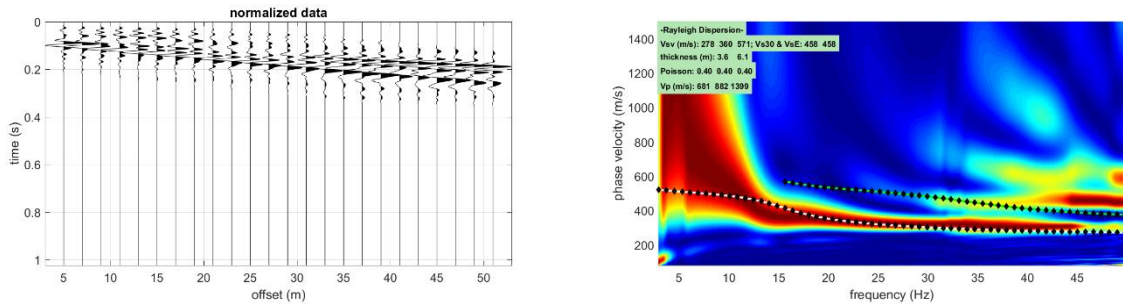 normalized data
0
0.2
0.4
0.6
0.8
1
time (s)
5 10 15 20 25 30 35 40 45 50
offset (m)
-Rayleigh Dispersion-
Vsv (m/s): 278 360 571; Vs30 & VsE: 458 458
thickness (m): 3.6 6.1
Poisson: 0.40 0.40 0.40
Vp (m/s): 681 882 1399
1400
1200
1000
800
600
400
200
phase velocity (m/s)
5 10 15 20 25 30 35 40 45
frequency (Hz)